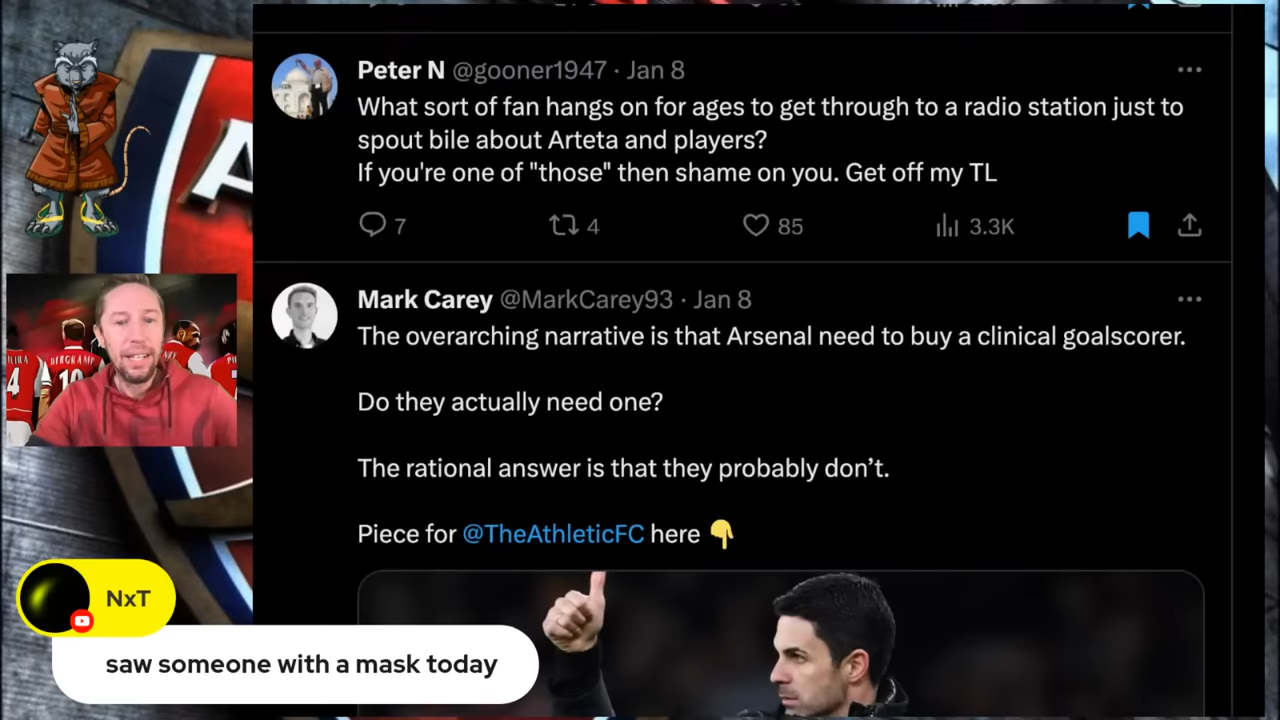 Peter N @gooner1947 · Jan 8
What sort of fan hangs on for ages to get through to a radio station just to
spout bile about Arteta and players?
If you're one of "those" then shame on you. Get off my TL
7 4 85 3.3K
Mark Carey @MarkCarey93 · Jan 8
The overarching narrative is that Arsenal need to buy a clinical goalscorer.
Do they actually need one?
The rational answer is that they probably don't.
Piece for @TheAthleticFC here 👇
BERGKAMP
4 10
NxT
saw someone with a mask today